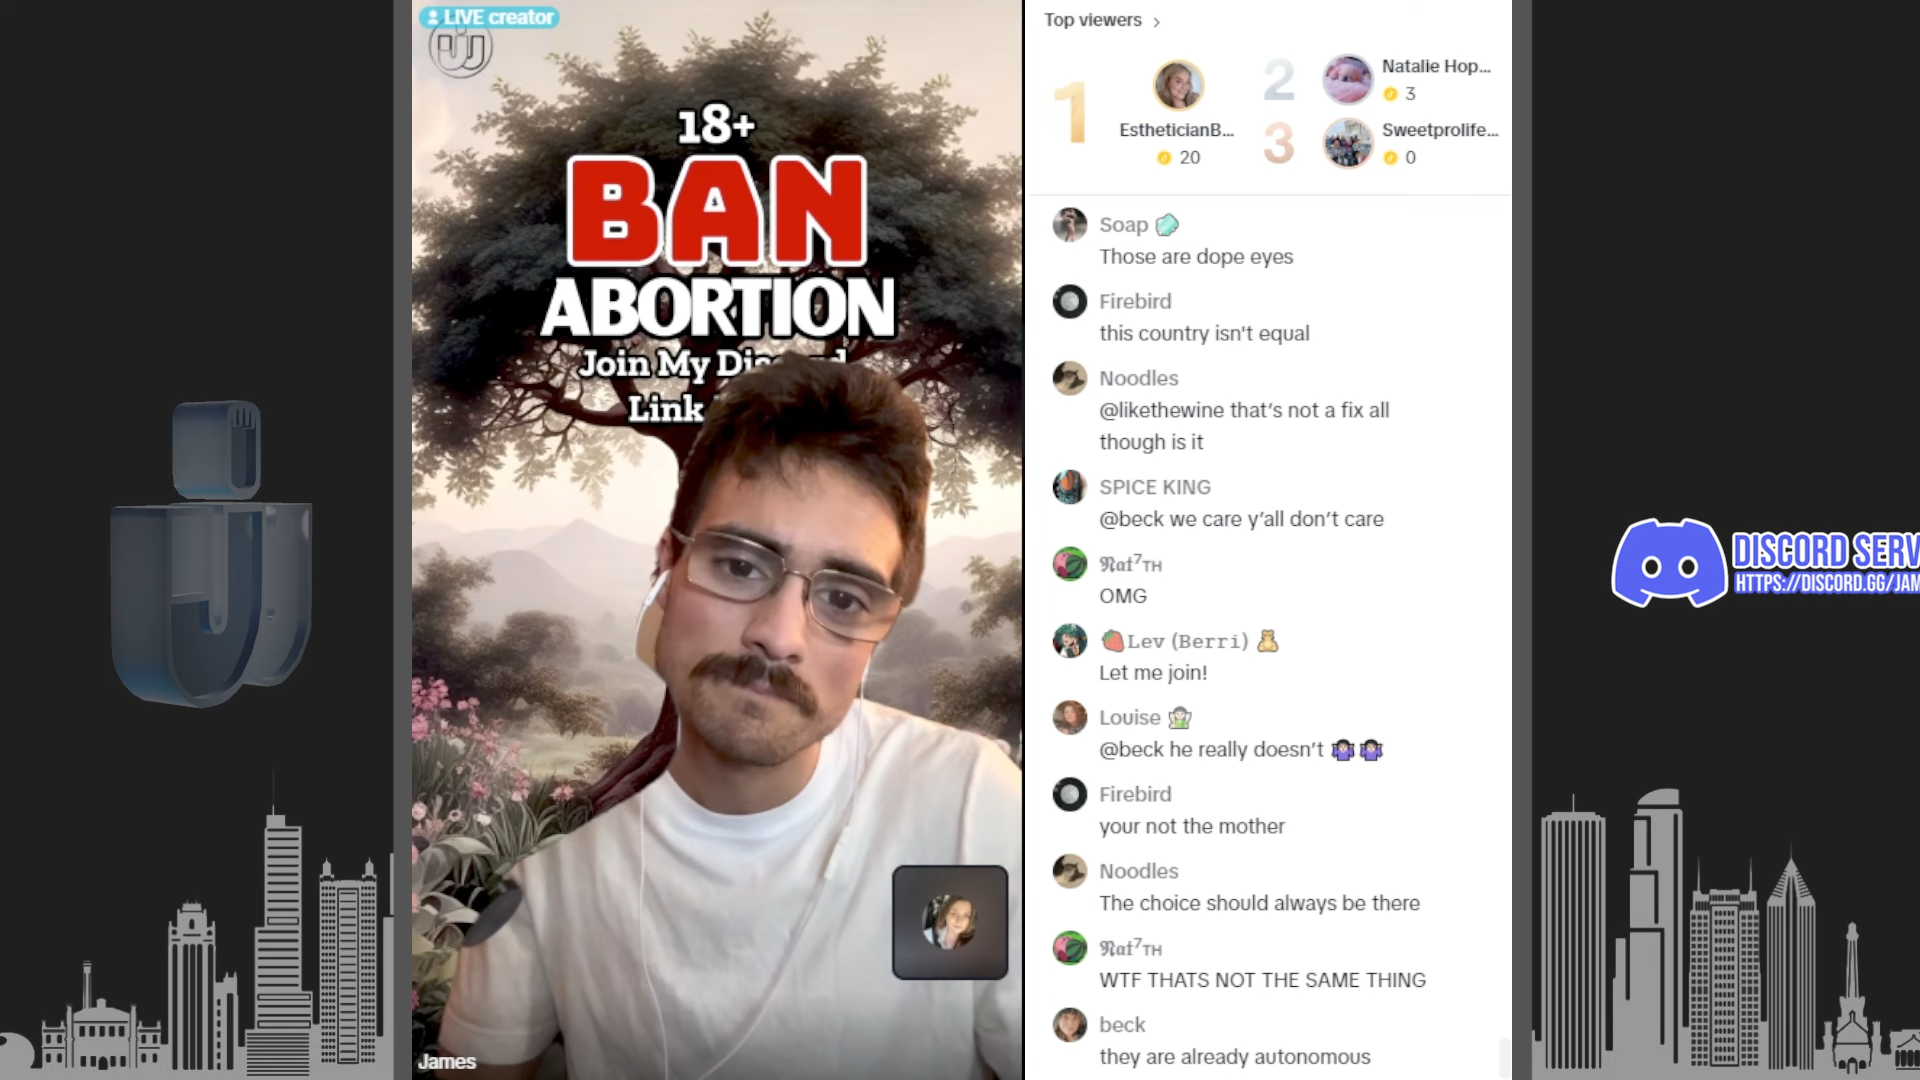 LIVE creator
18+
BAN
ABORTION
Join My
Link
James
Top viewers >
1
EstheticianB...
20
2
Natalie Hop...
3
3
Sweetprolife...
0
Soap
Those are dope eyes
Firebird
this country isn't equal
Noodles
@likethewine that’s not a fix all
though is it
SPICE KING
@beck we care y’all don’t care
𝕹𝖆𝖙⁷ᴛʜ
OMG
🍓Lev (Berri) 🧸
Let me join!
Louise
@beck he really doesn’t
Firebird
your not the mother
Noodles
The choice should always be there
𝕹𝖆𝖙⁷ᴛʜ
WTF THATS NOT THE SAME THING
beck
they are already autonomous
DISCORD SERV
HTTPS://DISCORD.GG/JAM